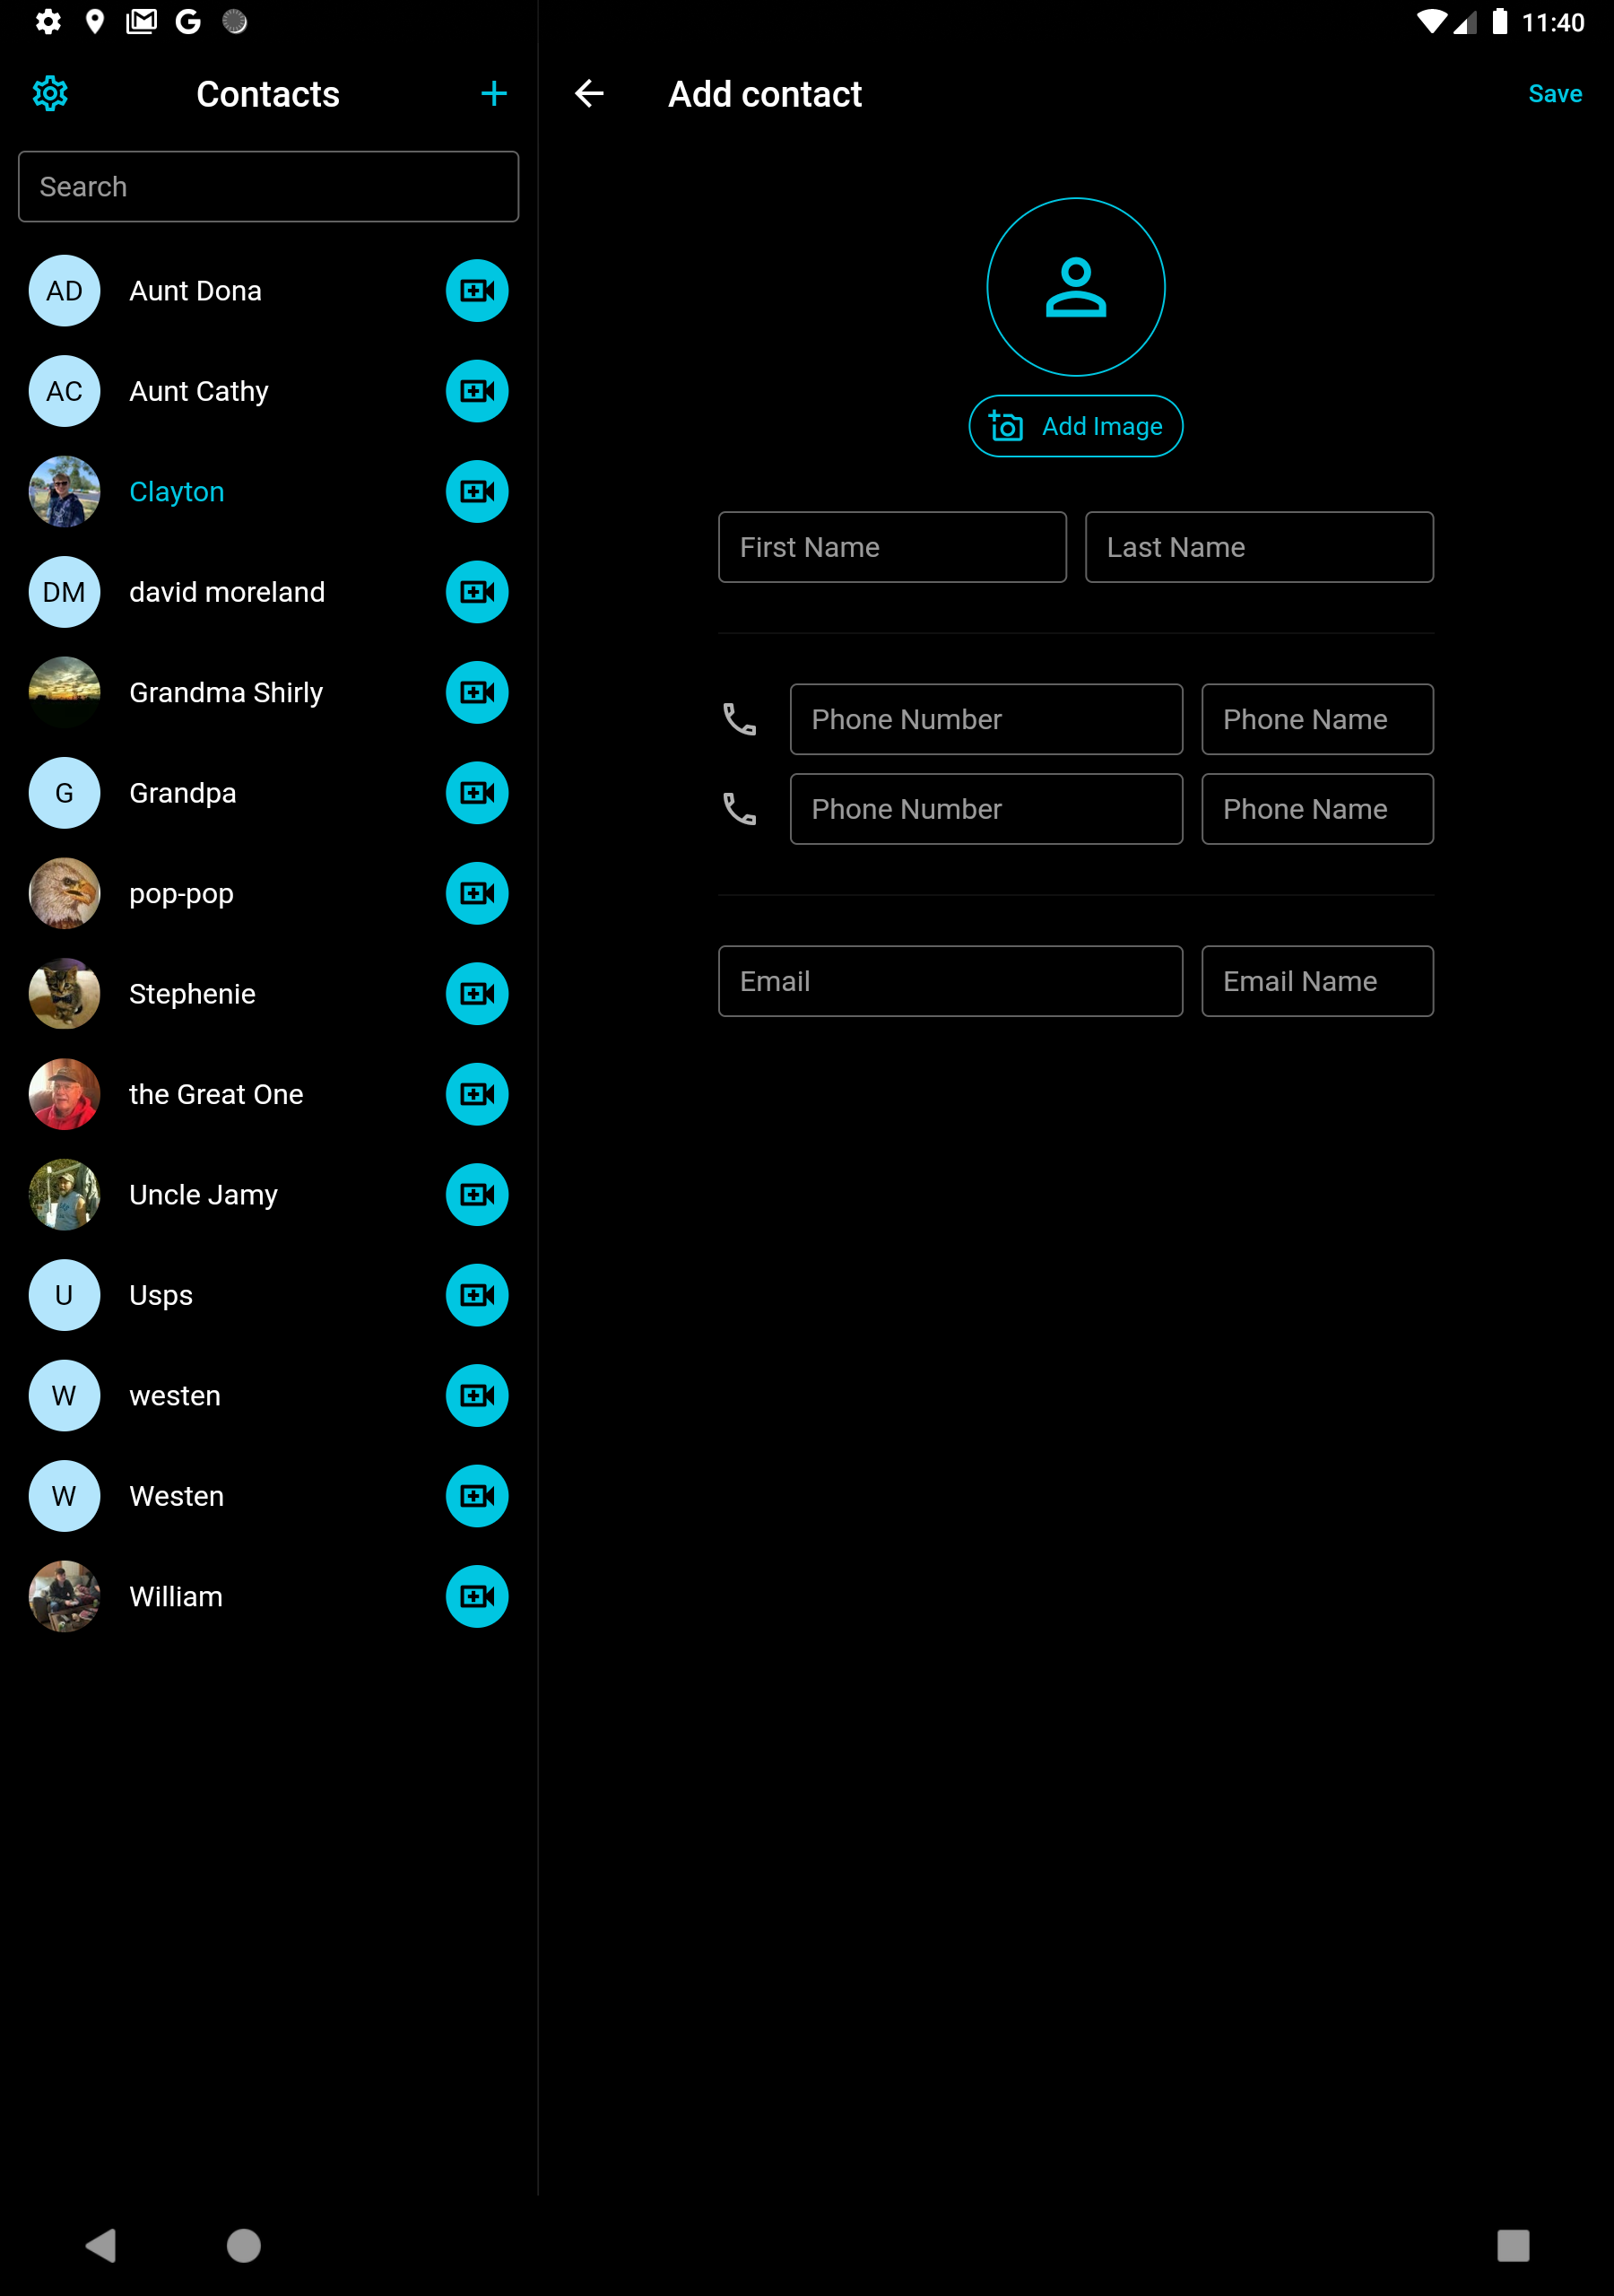 11:40
Contacts
Search
AD Aunt Dona
AC Aunt Cathy
Clayton
DM david moreland
Grandma Shirly
G Grandpa
pop-pop
Stephenie
the Great One
Uncle Jamy
U Usps
W westen
W Westen
William
Add contact
Save
Add Image
First Name Last Name
Phone Number Phone Name
Phone Number Phone Name
Email Email Name